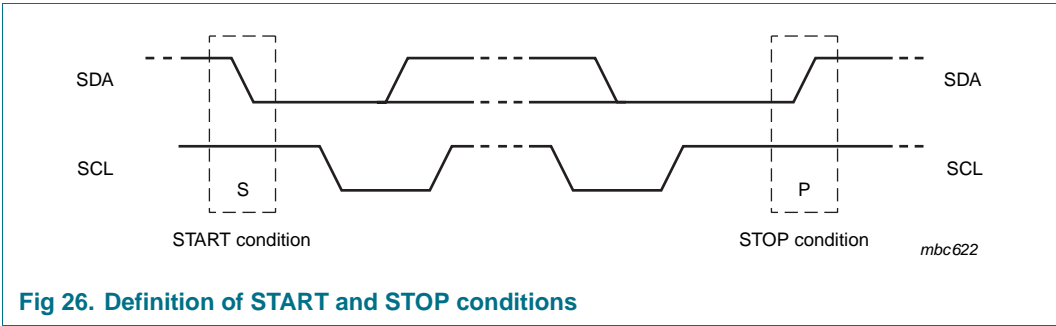 SDA
SDA
SCL
SCL
S
P
START condition
STOP condition
mbc622
Fig 26. Definition of START and STOP conditions